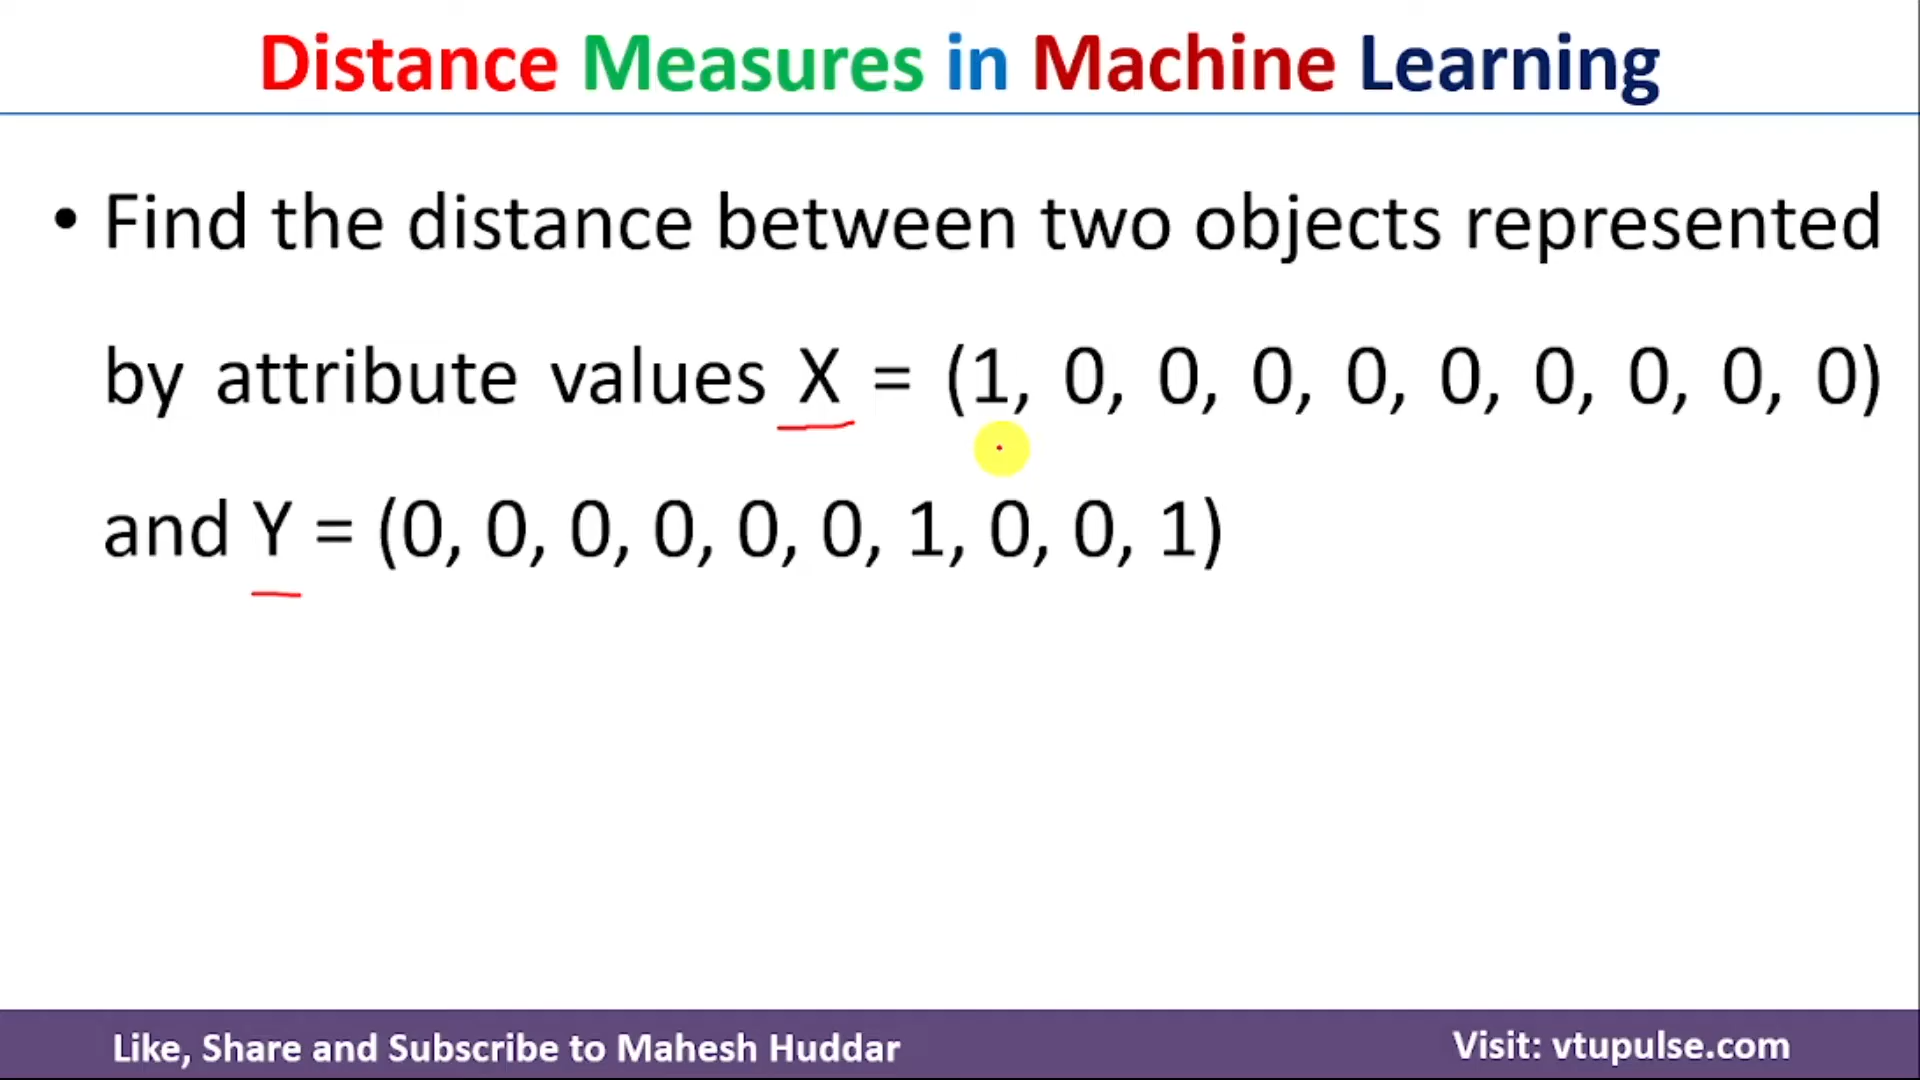 Distance Measures in Machine Learning
• Find the distance between two objects represented
by attribute values X = (1, 0, 0, 0, 0, 0, 0, 0, 0, 0)
and Y = (0, 0, 0, 0, 0, 0, 1, 0, 0, 1)
Like, Share and Subscribe to Mahesh Huddar
Visit: vtupulse.com